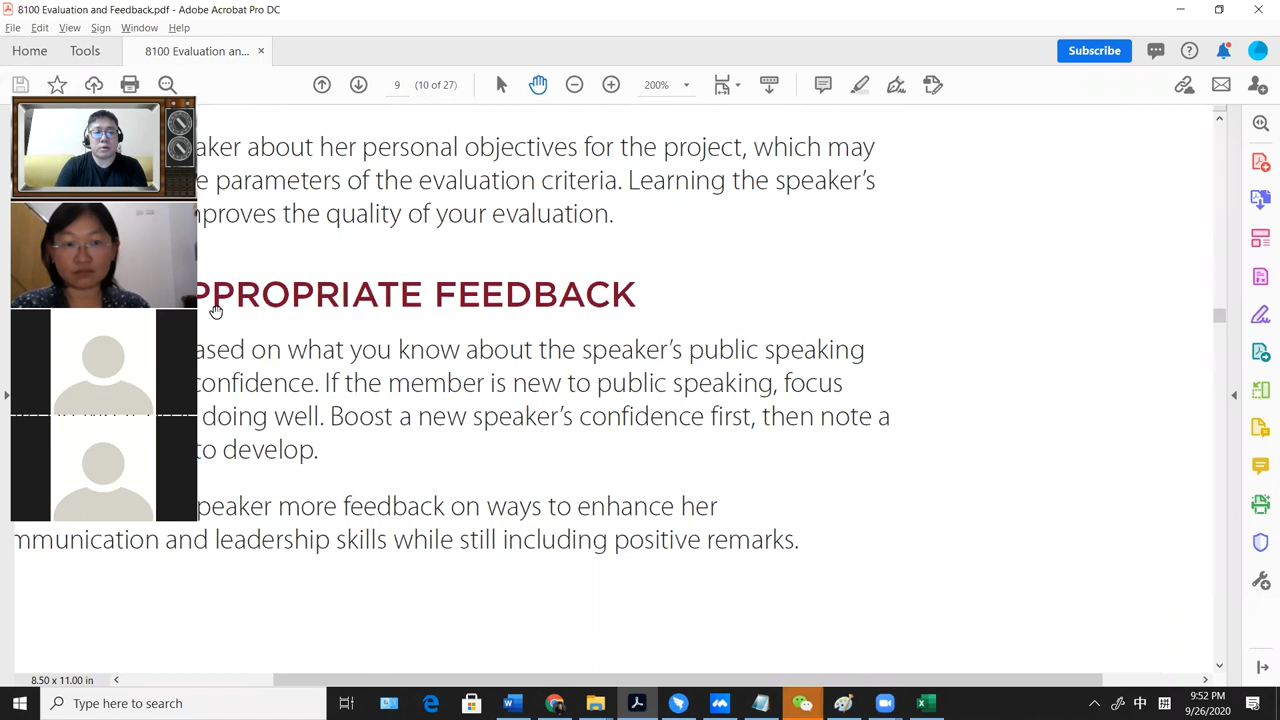 8100 Evaluation and Feedback.pdf - Adobe Acrobat Pro DC
File Edit View Sign Window Help
Home Tools 8100 Evaluation an... × Subscribe
9 (10 of 27) 200%
aker about her personal objectives for the project, which may
e parameters of the evaluation criteria. Learning the speaker’s
mproves the quality of your evaluation.
PPROPRIATE FEEDBACK
ased on what you know about the speaker’s public speaking
confidence. If the member is new to public speaking, focus
doing well. Boost a new speaker’s confidence first, then note a
to develop.
peaker more feedback on ways to enhance her
mmunication and leadership skills while still including positive remarks.
8.50 x 11.00 in
Type here to search
中 拼 9:52 PM
9/26/2020